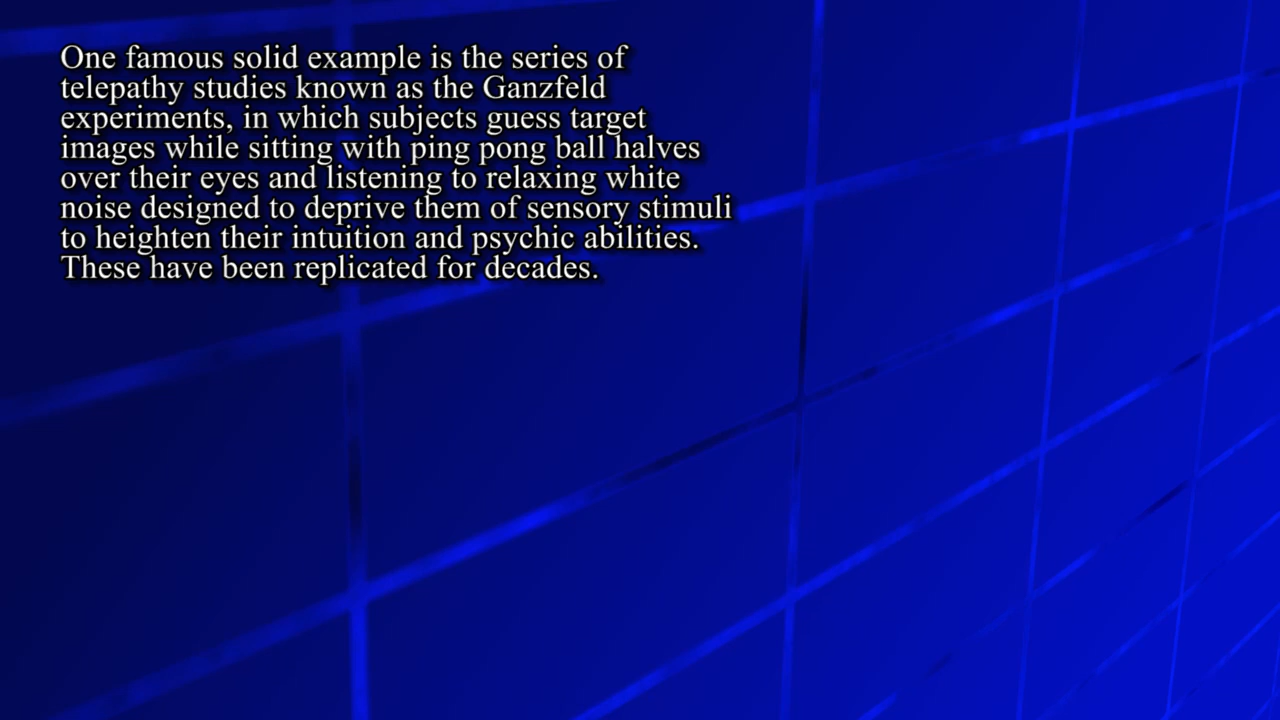 One famous solid example is the series of
telepathy studies known as the Ganzfeld
experiments, in which subjects guess target
images while sitting with ping pong ball halves
over their eyes and listening to relaxing white
noise designed to deprive them of sensory stimuli
to heighten their intuition and psychic abilities.
These have been replicated for decades.